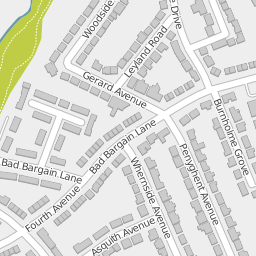 Woodside
Leyland Road
e Drive
Gerard Avenue
Burnholme Grove
Bad Bargain Lane
Bad Bargain Lane
Whernside Avenue
Penyghent Avenue
Fourth Avenue
Asquith Avenue